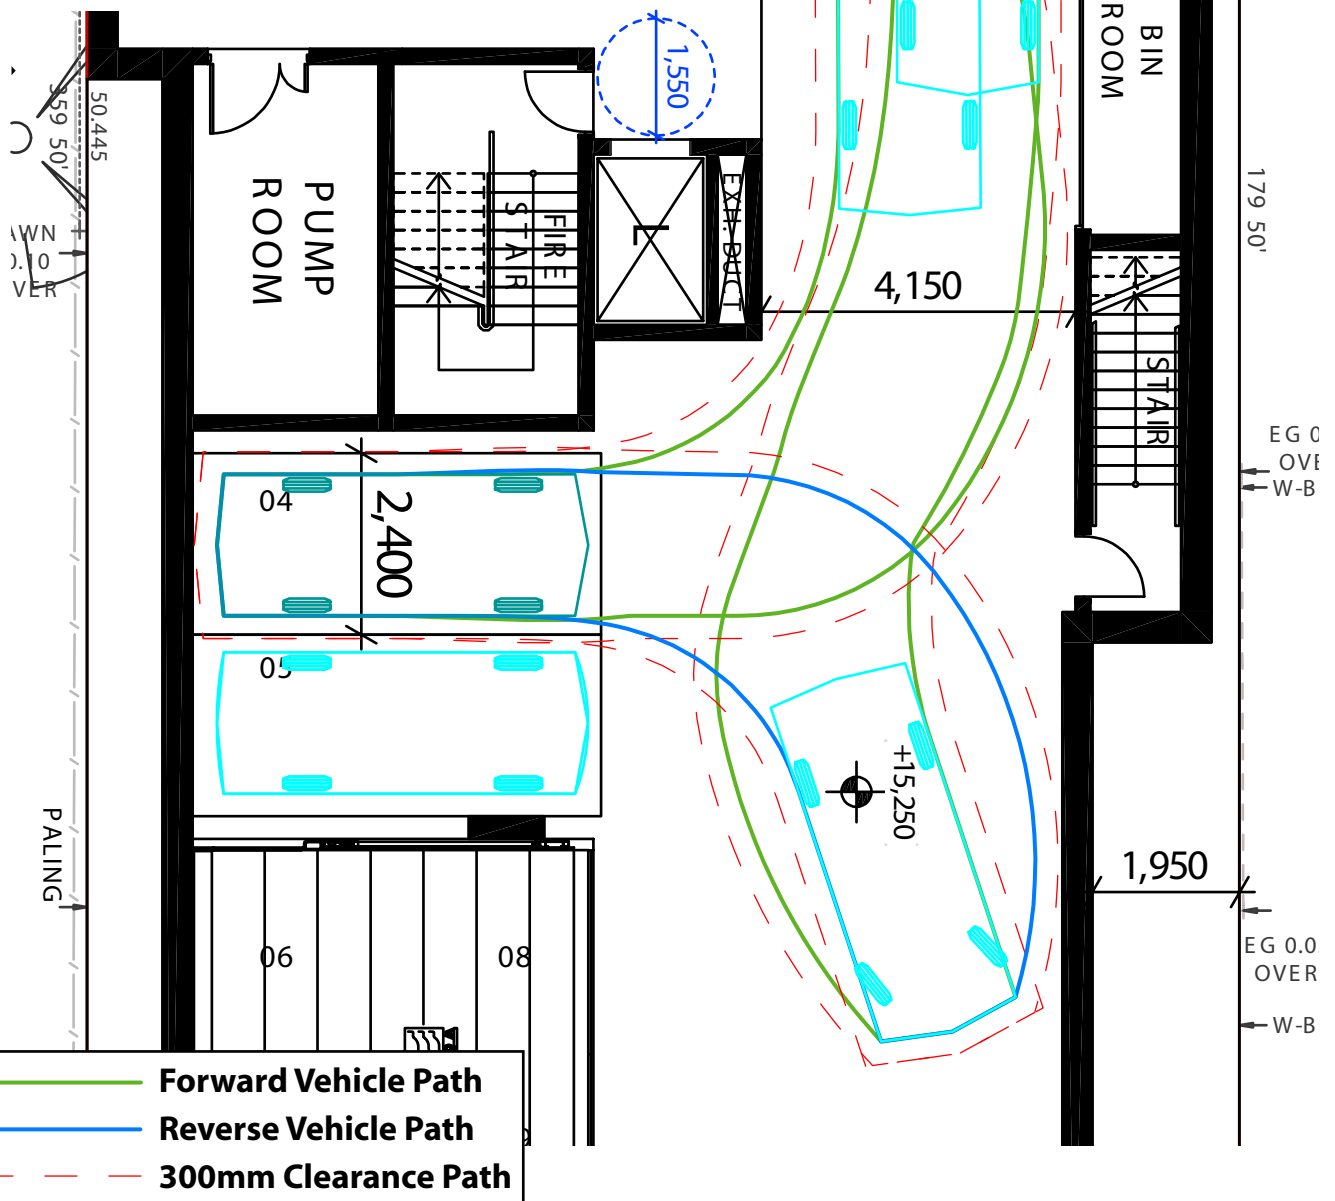 BIN
ROOM
1,550
50.445
359 50'
PUMP
ROOM
FIRE
STAIR
L
EXH. DUCT
179 50'
4,150
STAIR
04
2,400
05
+15,250
PALING
1,950
EG 0.0
OVER
W-B
06
08
Forward Vehicle Path
Reverse Vehicle Path
300mm Clearance Path